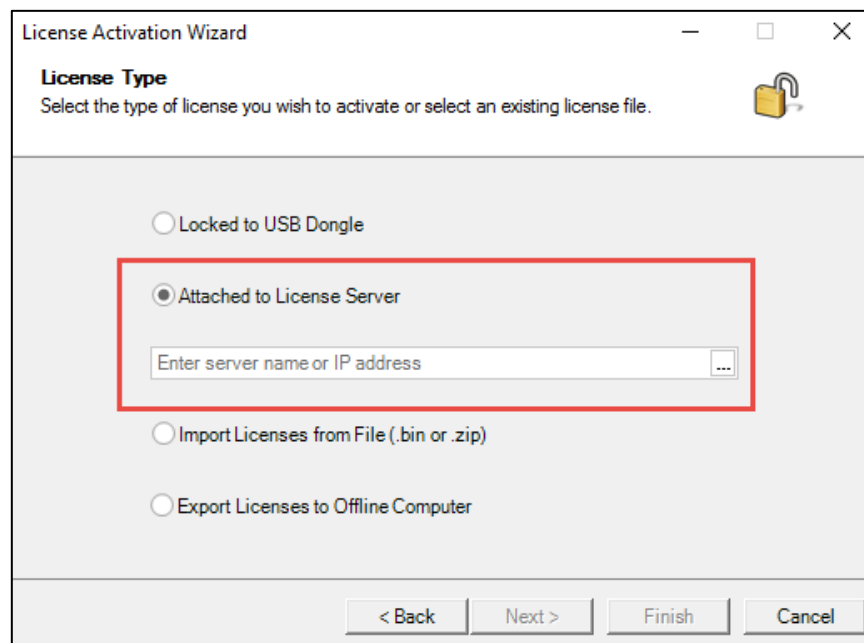 License Activation Wizard
License Type
Select the type of license you wish to activate or select an existing license file.
Locked to USB Dongle
Attached to License Server
Enter server name or IP address
...
Import Licenses from File (.bin or .zip)
Export Licenses to Offline Computer
< Back Next > Finish Cancel